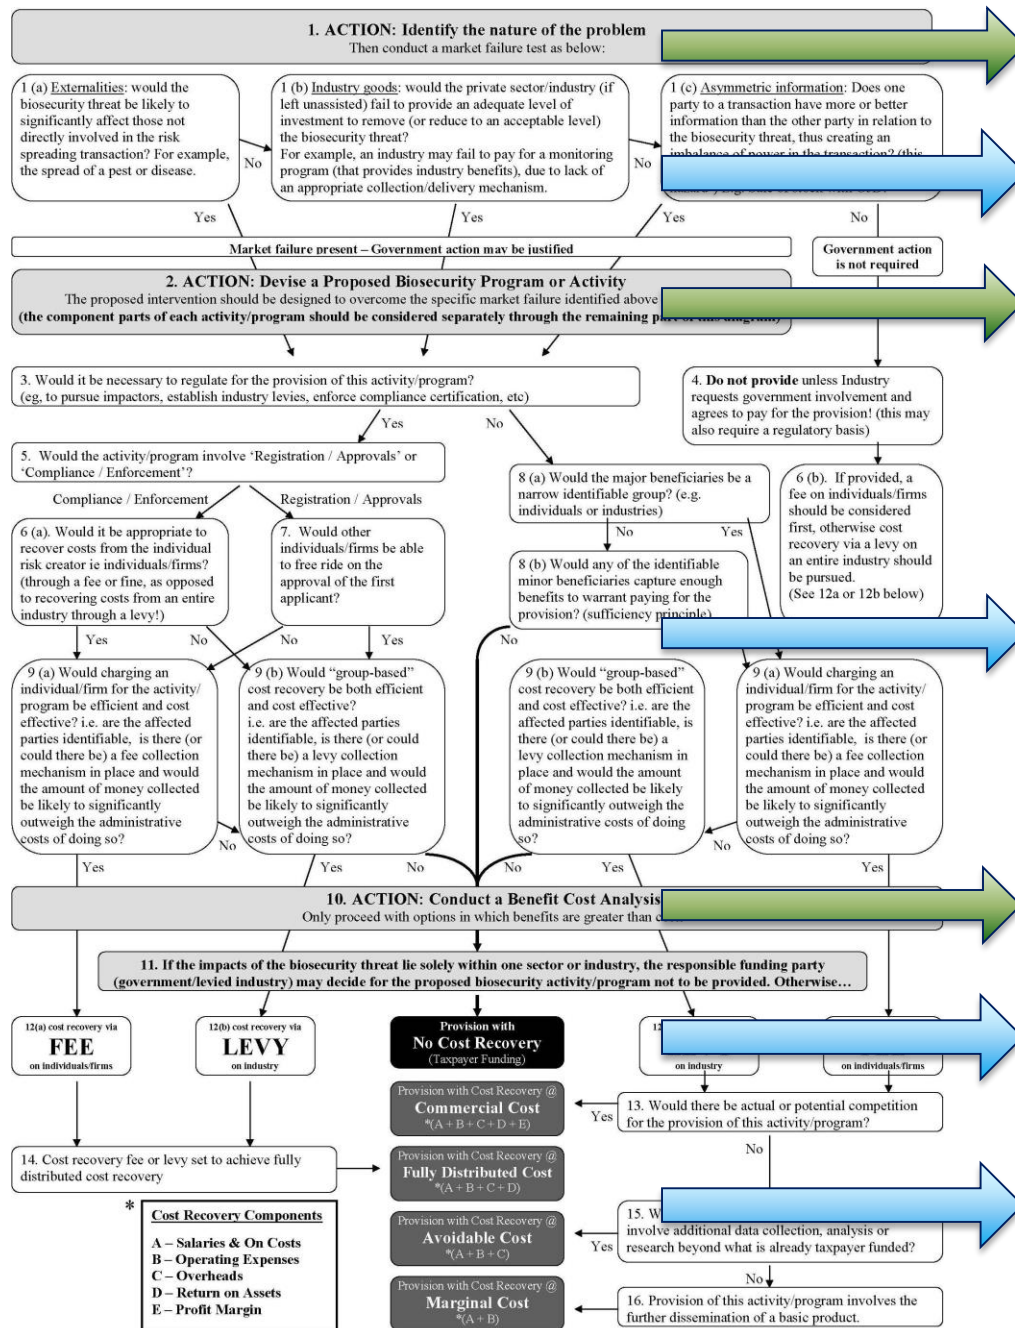 1. ACTION: Identify the nature of the problem
Then conduct a market failure test as below:
1 (a) Externalities: would the
biosecurity threat be likely to
significantly affect those not
directly involved in the risk
spreading transaction? For example,
the spread of a pest or disease.
No
1 (b) Industry goods: would the private sector/industry (if
left unassisted) fail to provide an adequate level of
investment to remove (or reduce to an acceptable level)
the biosecurity threat?
For example, an industry may fail to pay for a monitoring
program (that provides industry benefits), due to lack of
an appropriate collection/delivery mechanism.
No
1 (c) Asymmetric information: Does one
party to a transaction have more or better
information than the other party in relation to
the biosecurity threat, thus creating an
imbalance of power in the transaction? (this
Yes
Yes
Yes
No
Market failure present – Government action may be justified
Government action
is not required
2. ACTION: Devise a Proposed Biosecurity Program or Activity
The proposed intervention should be designed to overcome the specific market failure identified above
(the component parts of each activity/program should be considered separately through the remaining part of this diagram)
3. Would it be necessary to regulate for the provision of this activity/program?
(eg, to pursue impactors, establish industry levies, enforce compliance certification, etc)
4. Do not provide unless Industry
requests government involvement and
agrees to pay for the provision! (this may
also require a regulatory basis)
Yes
No
5. Would the activity/program involve ‘Registration / Approvals’ or
‘Compliance / Enforcement’?
Compliance / Enforcement
Registration / Approvals
8 (a) Would the major beneficiaries be a
narrow identifiable group? (e.g.
individuals or industries)
6 (b). If provided, a
fee on individuals/firms
should be considered
first, otherwise cost
recovery via a levy on
an entire industry should
be pursued.
(See 12a or 12b below)
6 (a). Would it be appropriate to
recover costs from the individual
risk creator ie individuals/firms?
(through a fee or fine, as opposed
to recovering costs from an entire
industry through a levy!)
7. Would other
individuals/firms be able
to free ride on the
approval of the first
applicant?
No
Yes
8 (b) Would any of the identifiable
minor beneficiaries capture enough
benefits to warrant paying for the
provision? (sufficiency principle)
Yes
No
No
Yes
No
9 (a) Would charging an
individual/firm for the activity/
program be efficient and cost
effective? i.e. are the affected
parties identifiable, is there (or
could there be) a fee collection
mechanism in place and would
the amount of money collected
be likely to significantly
outweigh the administrative
costs of doing so?
No
9 (b) Would “group-based”
cost recovery be both efficient
and cost effective?
i.e. are the affected parties
identifiable, is there (or could
there be) a levy collection
mechanism in place and would
the amount of money collected
be likely to significantly
outweigh the administrative
costs of doing so?
9 (b) Would “group-based”
cost recovery be both efficient
and cost effective? i.e. are the
affected parties identifiable, is
there (or could there be) a
levy collection mechanism in
place and would the amount
of money collected be likely
to significantly outweigh the
administrative costs of doing
so?
No
9 (a) Would charging an
individual/firm for the activity/
program be efficient and cost
effective? i.e. are the affected
parties identifiable, is there (or
could there be) a fee collection
mechanism in place and would
the amount of money collected
be likely to significantly
outweigh the administrative
costs of doing so?
Yes
Yes
No
No
Yes
Yes
10. ACTION: Conduct a Benefit Cost Analysis
Only proceed with options in which benefits are greater than
11. If the impacts of the biosecurity threat lie solely within one sector or industry, the responsible funding party
(government/levied industry) may decide for the proposed biosecurity activity/program not to be provided. Otherwise…
12(a) cost recovery via
FEE
on individuals/firms
12(b) cost recovery via
LEVY
on industry
Provision with
No Cost Recovery
(Taxpayer Funding)
on industry
on individuals/firms
Provision with Cost Recovery @
Commercial Cost
*(A + B + C + D + E)
Yes
13. Would there be actual or potential competition
for the provision of this activity/program?
14. Cost recovery fee or levy set to achieve fully
distributed cost recovery
Provision with Cost Recovery @
Fully Distributed Cost
*(A + B + C + D)
No
*
Cost Recovery Components
A – Salaries & On Costs
B – Operating Expenses
C – Overheads
D – Return on Assets
E – Profit Margin
Provision with Cost Recovery @
Avoidable Cost
*(A + B + C)
Yes
15.
involve additional data collection, analysis or
research beyond what is already taxpayer funded?
No
Provision with Cost Recovery @
Marginal Cost
*(A + B)
16. Provision of this activity/program involves the
further dissemination of a basic product.